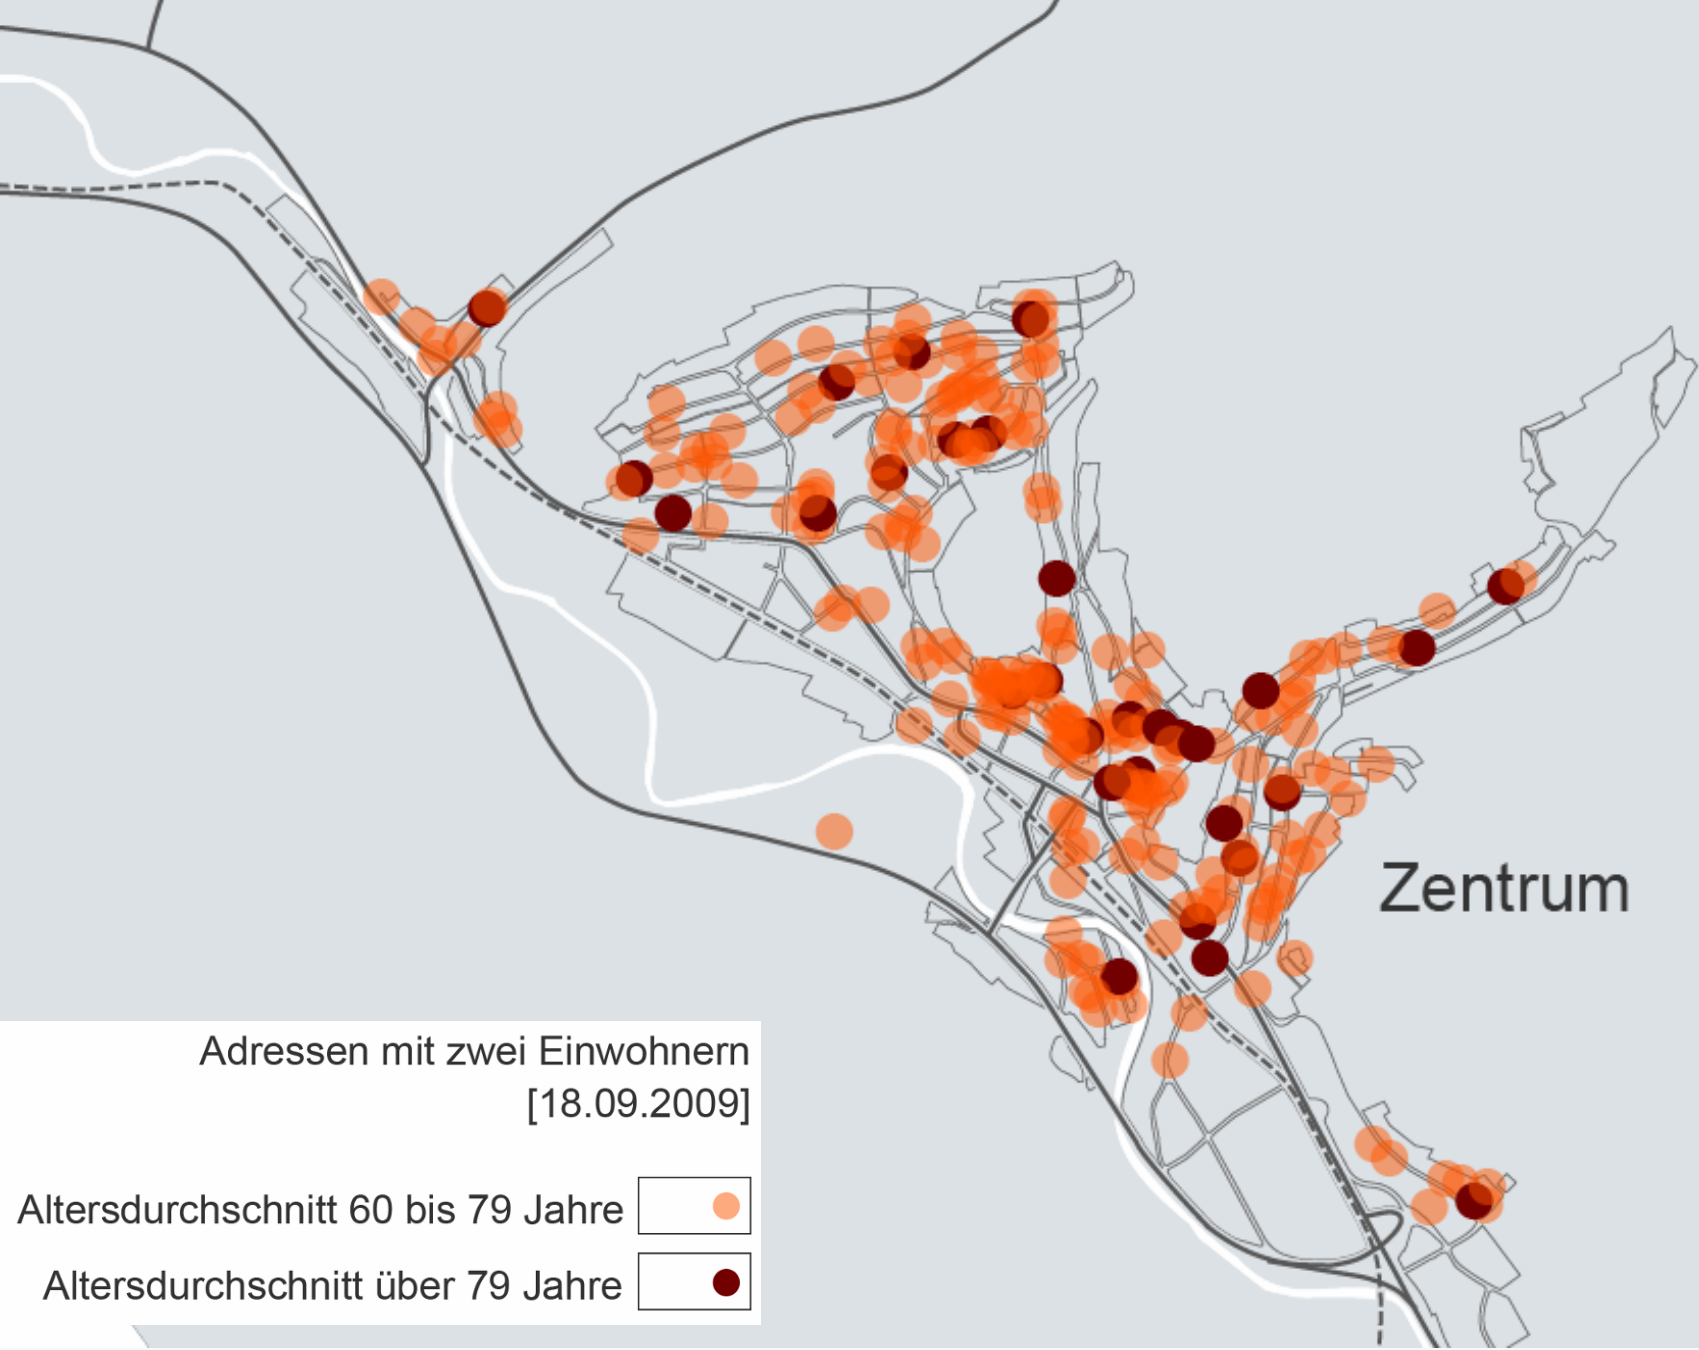 Zentrum
Adressen mit zwei Einwohnern
[18.09.2009]
Altersdurchschnitt 60 bis 79 Jahre
Altersdurchschnitt über 79 Jahre